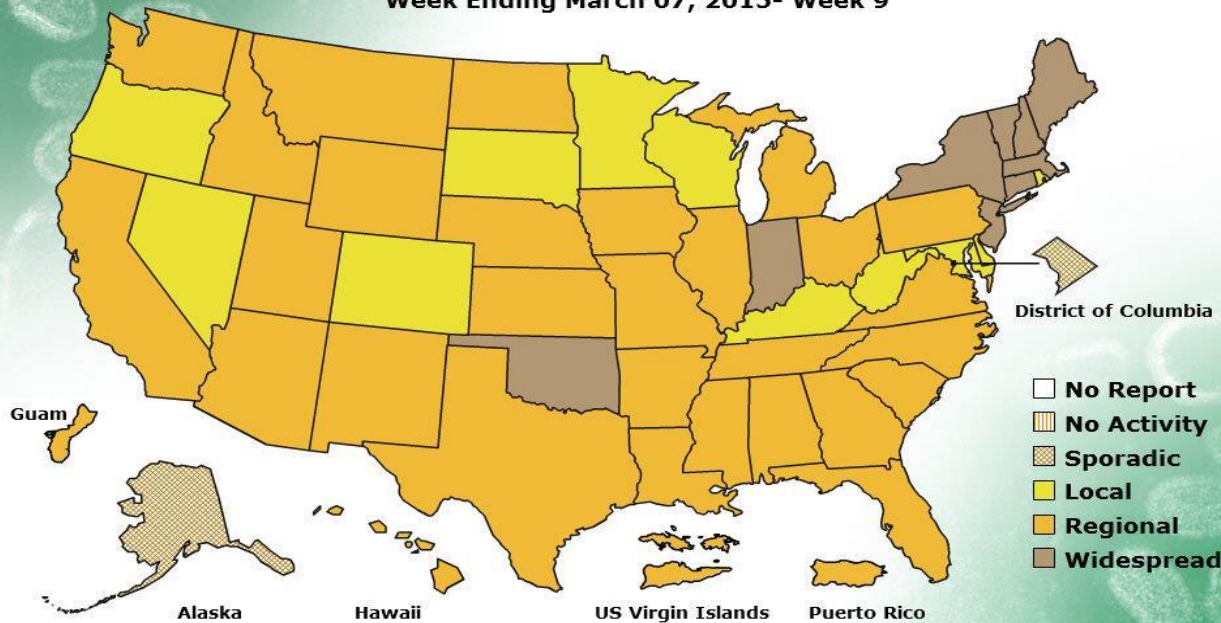 Week Ending March 07, 2015- Week 9
District of Columbia
No Report
Guam
No Activity
Sporadic
Local
Regional
Widespread
Alaska
Hawaii
US Virgin Islands
Puerto Rico